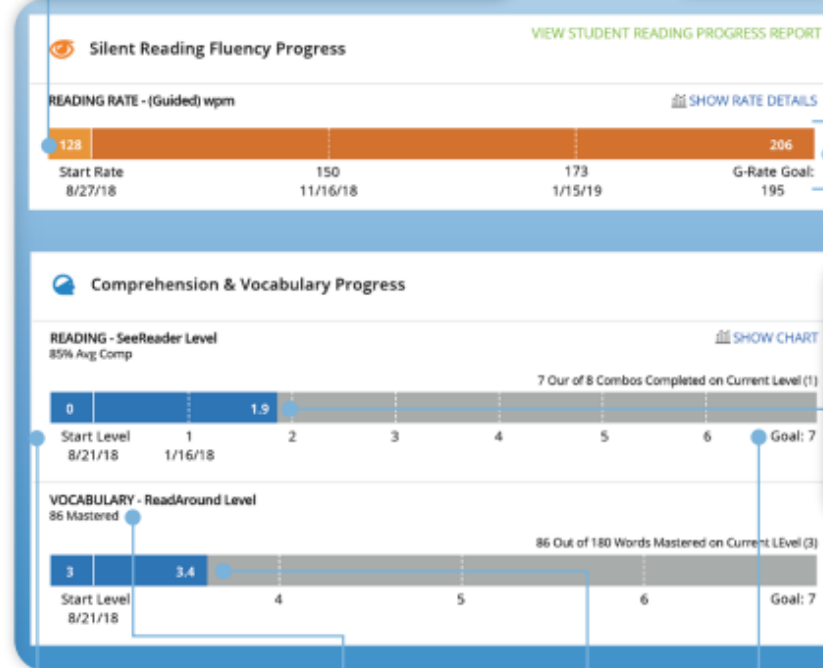 Silent Reading Fluency Progress
VIEW STUDENT READING PROGRESS REPORT
READING RATE - (Guided) wpm
SHOW RATE DETAILS
128 206
Start Rate 150 173 G-Rate Goal:
8/27/18 11/16/18 1/15/19 195
Comprehension & Vocabulary Progress
READING - SeeReader Level
SHOW CHART
85% Avg Comp
7 Our of 8 Combos Completed on Current Level (1)
0 1.9
Start Level 1 2 3 4 5 6 Goal: 7
8/21/18 1/16/18
VOCABULARY - ReadAround Level
86 Mastered
86 Out of 180 Words Mastered on Current LEvel (3)
3 3.4
Start Level 4 5 6 Goal: 7
8/21/18